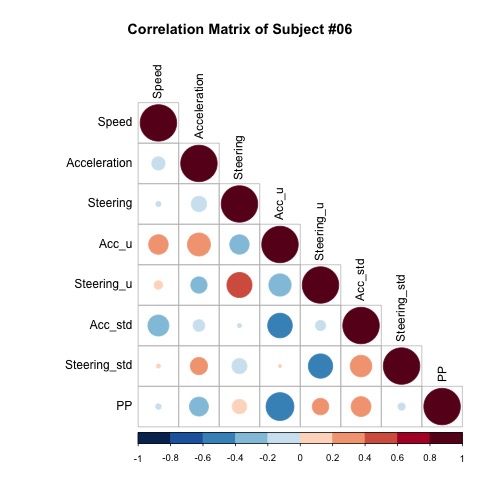 Correlation Matrix of Subject #06
Speed
Acceleration
Steering
Acc_u
Steering_u
Acc_std
Steering_std
PP
Speed
Acceleration
Steering
Acc_u
Steering_u
Acc_std
Steering_std
PP
-1 -0.8 -0.6 -0.4 -0.2 0 0.2 0.4 0.6 0.8 1